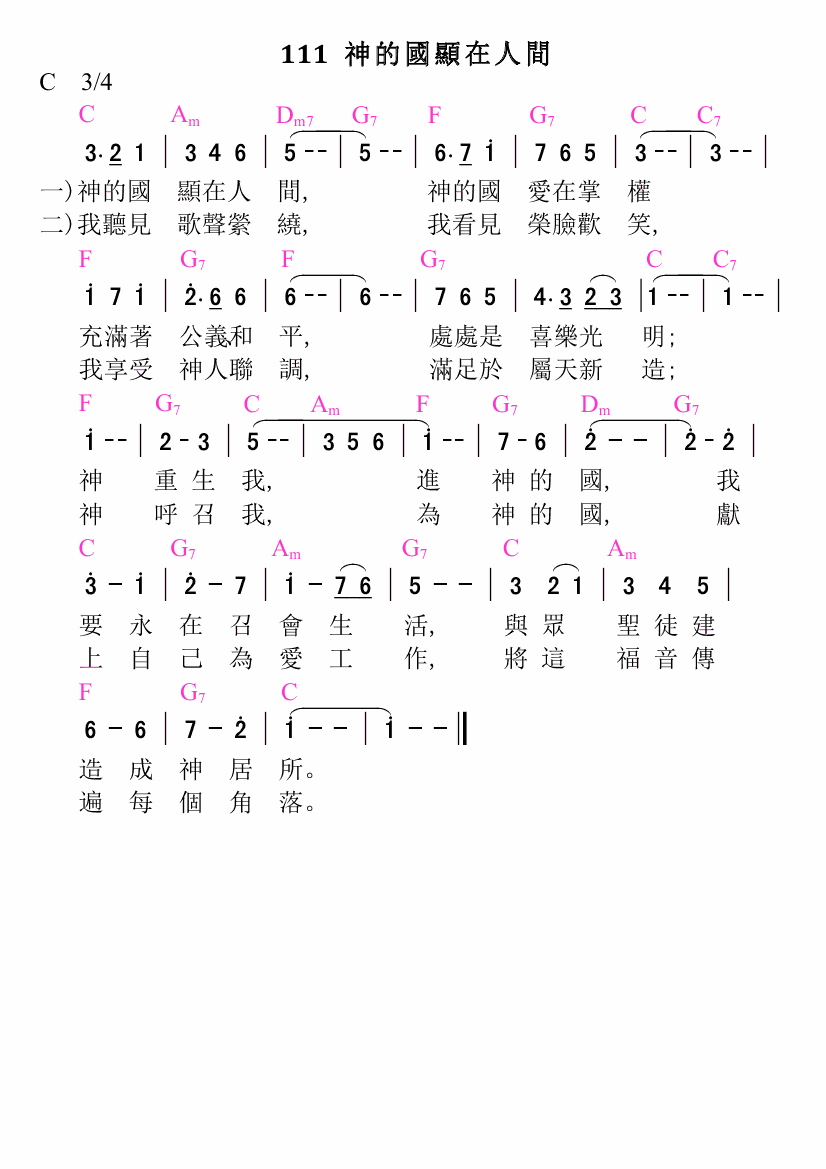 111 神的國顯在人間
C 3/4
C Am Dm7 G7 F G7 C C7
3· 2 1 | 3 4 6 | 5 -- | 5 -- | 6· 7 i | 7 6 5 | 3 -- | 3 -- |
一)神的國 顯在人 間, 神的國 愛在掌 權
二)我聽見 歌聲縈 繞, 我看見 榮臉歡 笑,
F G7 F G7 C C7
i 7 i | 2̇· 6 6 | 6 -- | 6 -- | 7 6 5 | 4· 3 2 3 | 1 -- | 1 -- |
充滿著 公義和 平, 處處是 喜樂光 明;
我享受 神人聯 調, 滿足於 屬天新 造;
F G7 C Am F G7 Dm G7
i -- | 2 - 3 | 5 -- | 3 5 6 | i -- | 7 - 6 | 2̇ - - | 2̇ - 2̇ |
神 重 生 我, 進 神 的 國, 我
神 呼 召 我, 為 神 的 國, 獻
C G7 Am G7 C Am
3̇ - i | 2̇ - 7 | i - 7 6 | 5 - - | 3 2 1 | 3 4 5 |
要 永 在 召 會 生 活, 與 眾 聖 徒 建
上 自 己 為 愛 工 作, 將 這 福 音 傳
F G7 C
6 - 6 | 7 - 2̇ | i - - | i - - ‖
造 成 神 居 所。
遍 每 個 角 落。